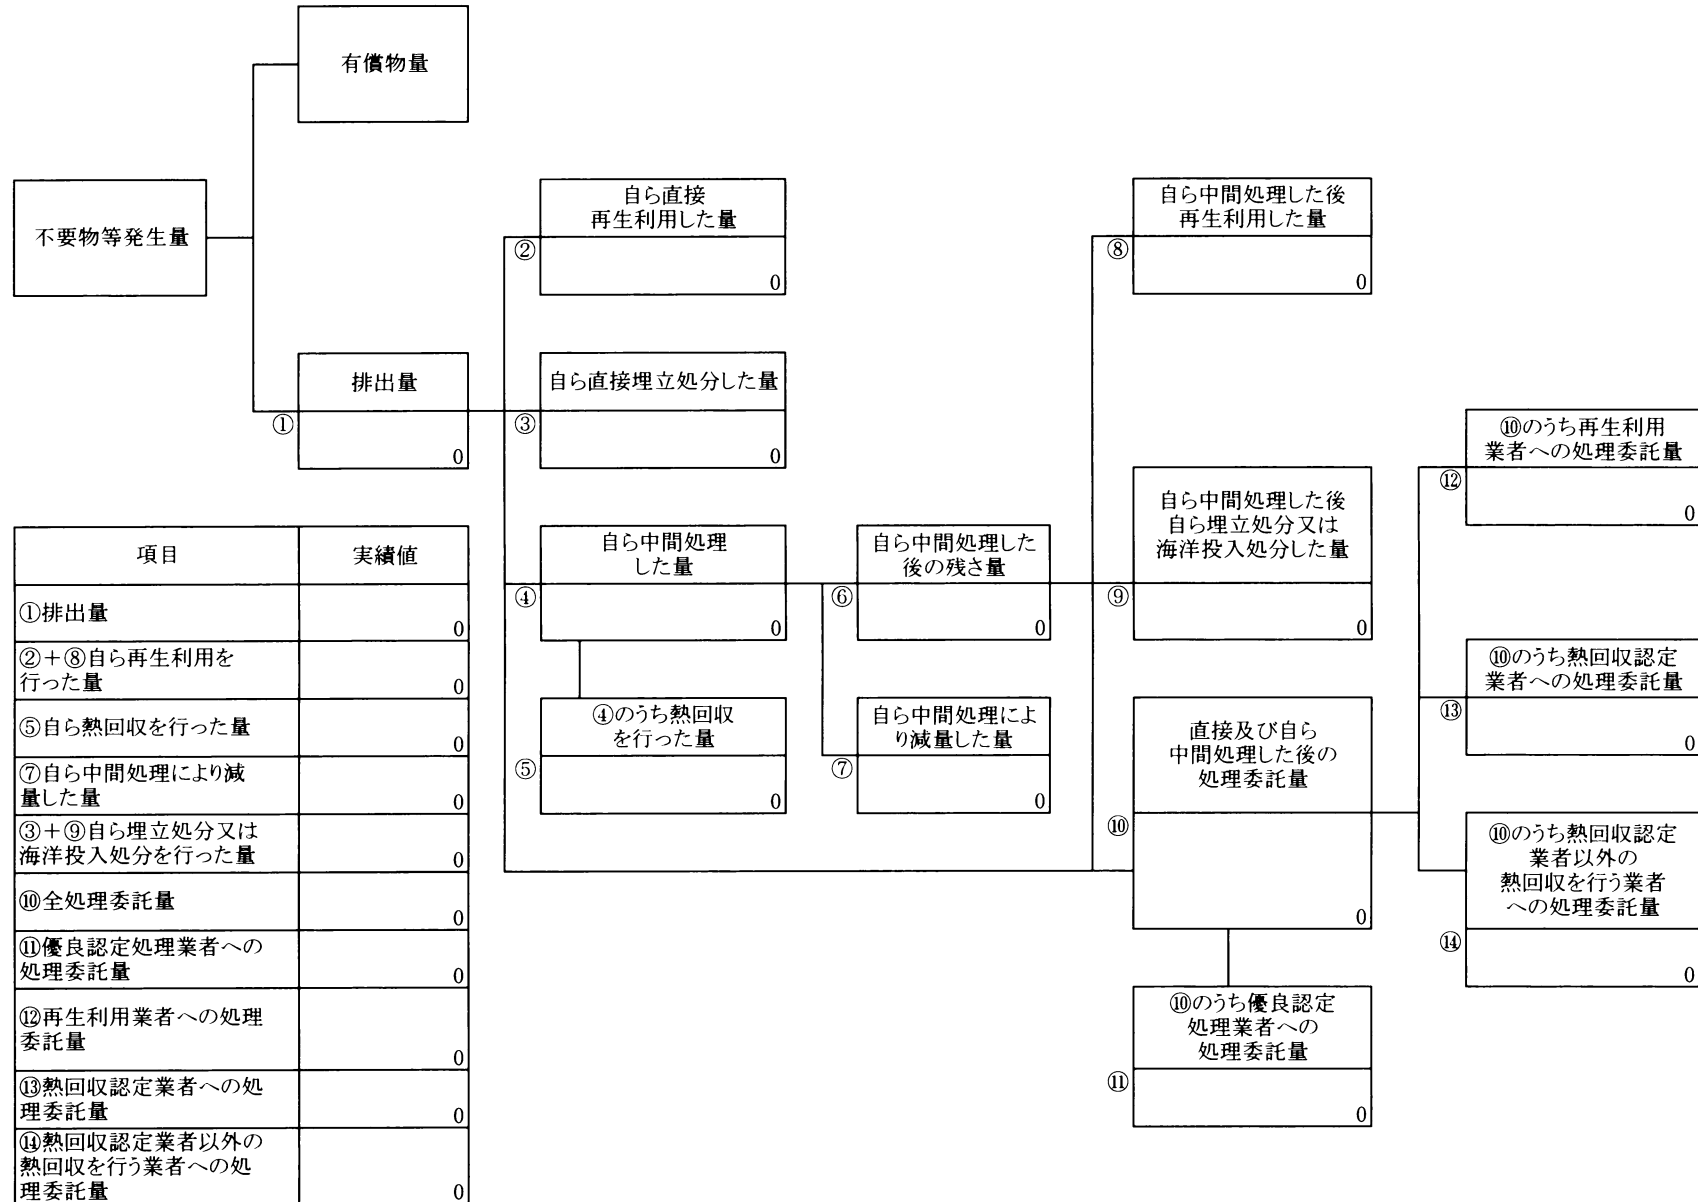 有償物量
不要物等発生量
排出量
①
0
自ら直接
再生利用した量
②
0
自ら直接埋立処分した量
③
0
自ら中間処理
した量
④
0
④のうち熱回収
を行った量
⑤
0
自ら中間処理した
後の残さ量
⑥
0
自ら中間処理によ
り減量した量
⑦
0
自ら中間処理した後
再生利用した量
⑧
0
自ら中間処理した後
自ら埋立処分又は
海洋投入処分した量
⑨
0
直接及び自ら
中間処理した後の
処理委託量
⑩
0
⑩のうち優良認定
処理業者への
処理委託量
⑪
0
⑩のうち再生利用
業者への処理委託量
⑫
0
⑩のうち熱回収認定
業者への処理委託量
⑬
0
⑩のうち熱回収認定
業者以外の
熱回収を行う業者
への処理委託量
⑭
0
項目 実績値
①排出量
0
②+⑧自ら再生利用を
行った量 0
⑤自ら熱回収を行った量
0
⑦自ら中間処理により減
量した量 0
③+⑨自ら埋立処分又は
海洋投入処分を行った量 0
⑩全処理委託量
0
⑪優良認定処理業者への
処理委託量 0
⑫再生利用業者への処理
委託量
0
⑬熱回収認定業者への処
理委託量 0
⑭熱回収認定業者以外の
熱回収を行う業者への処
理委託量 0